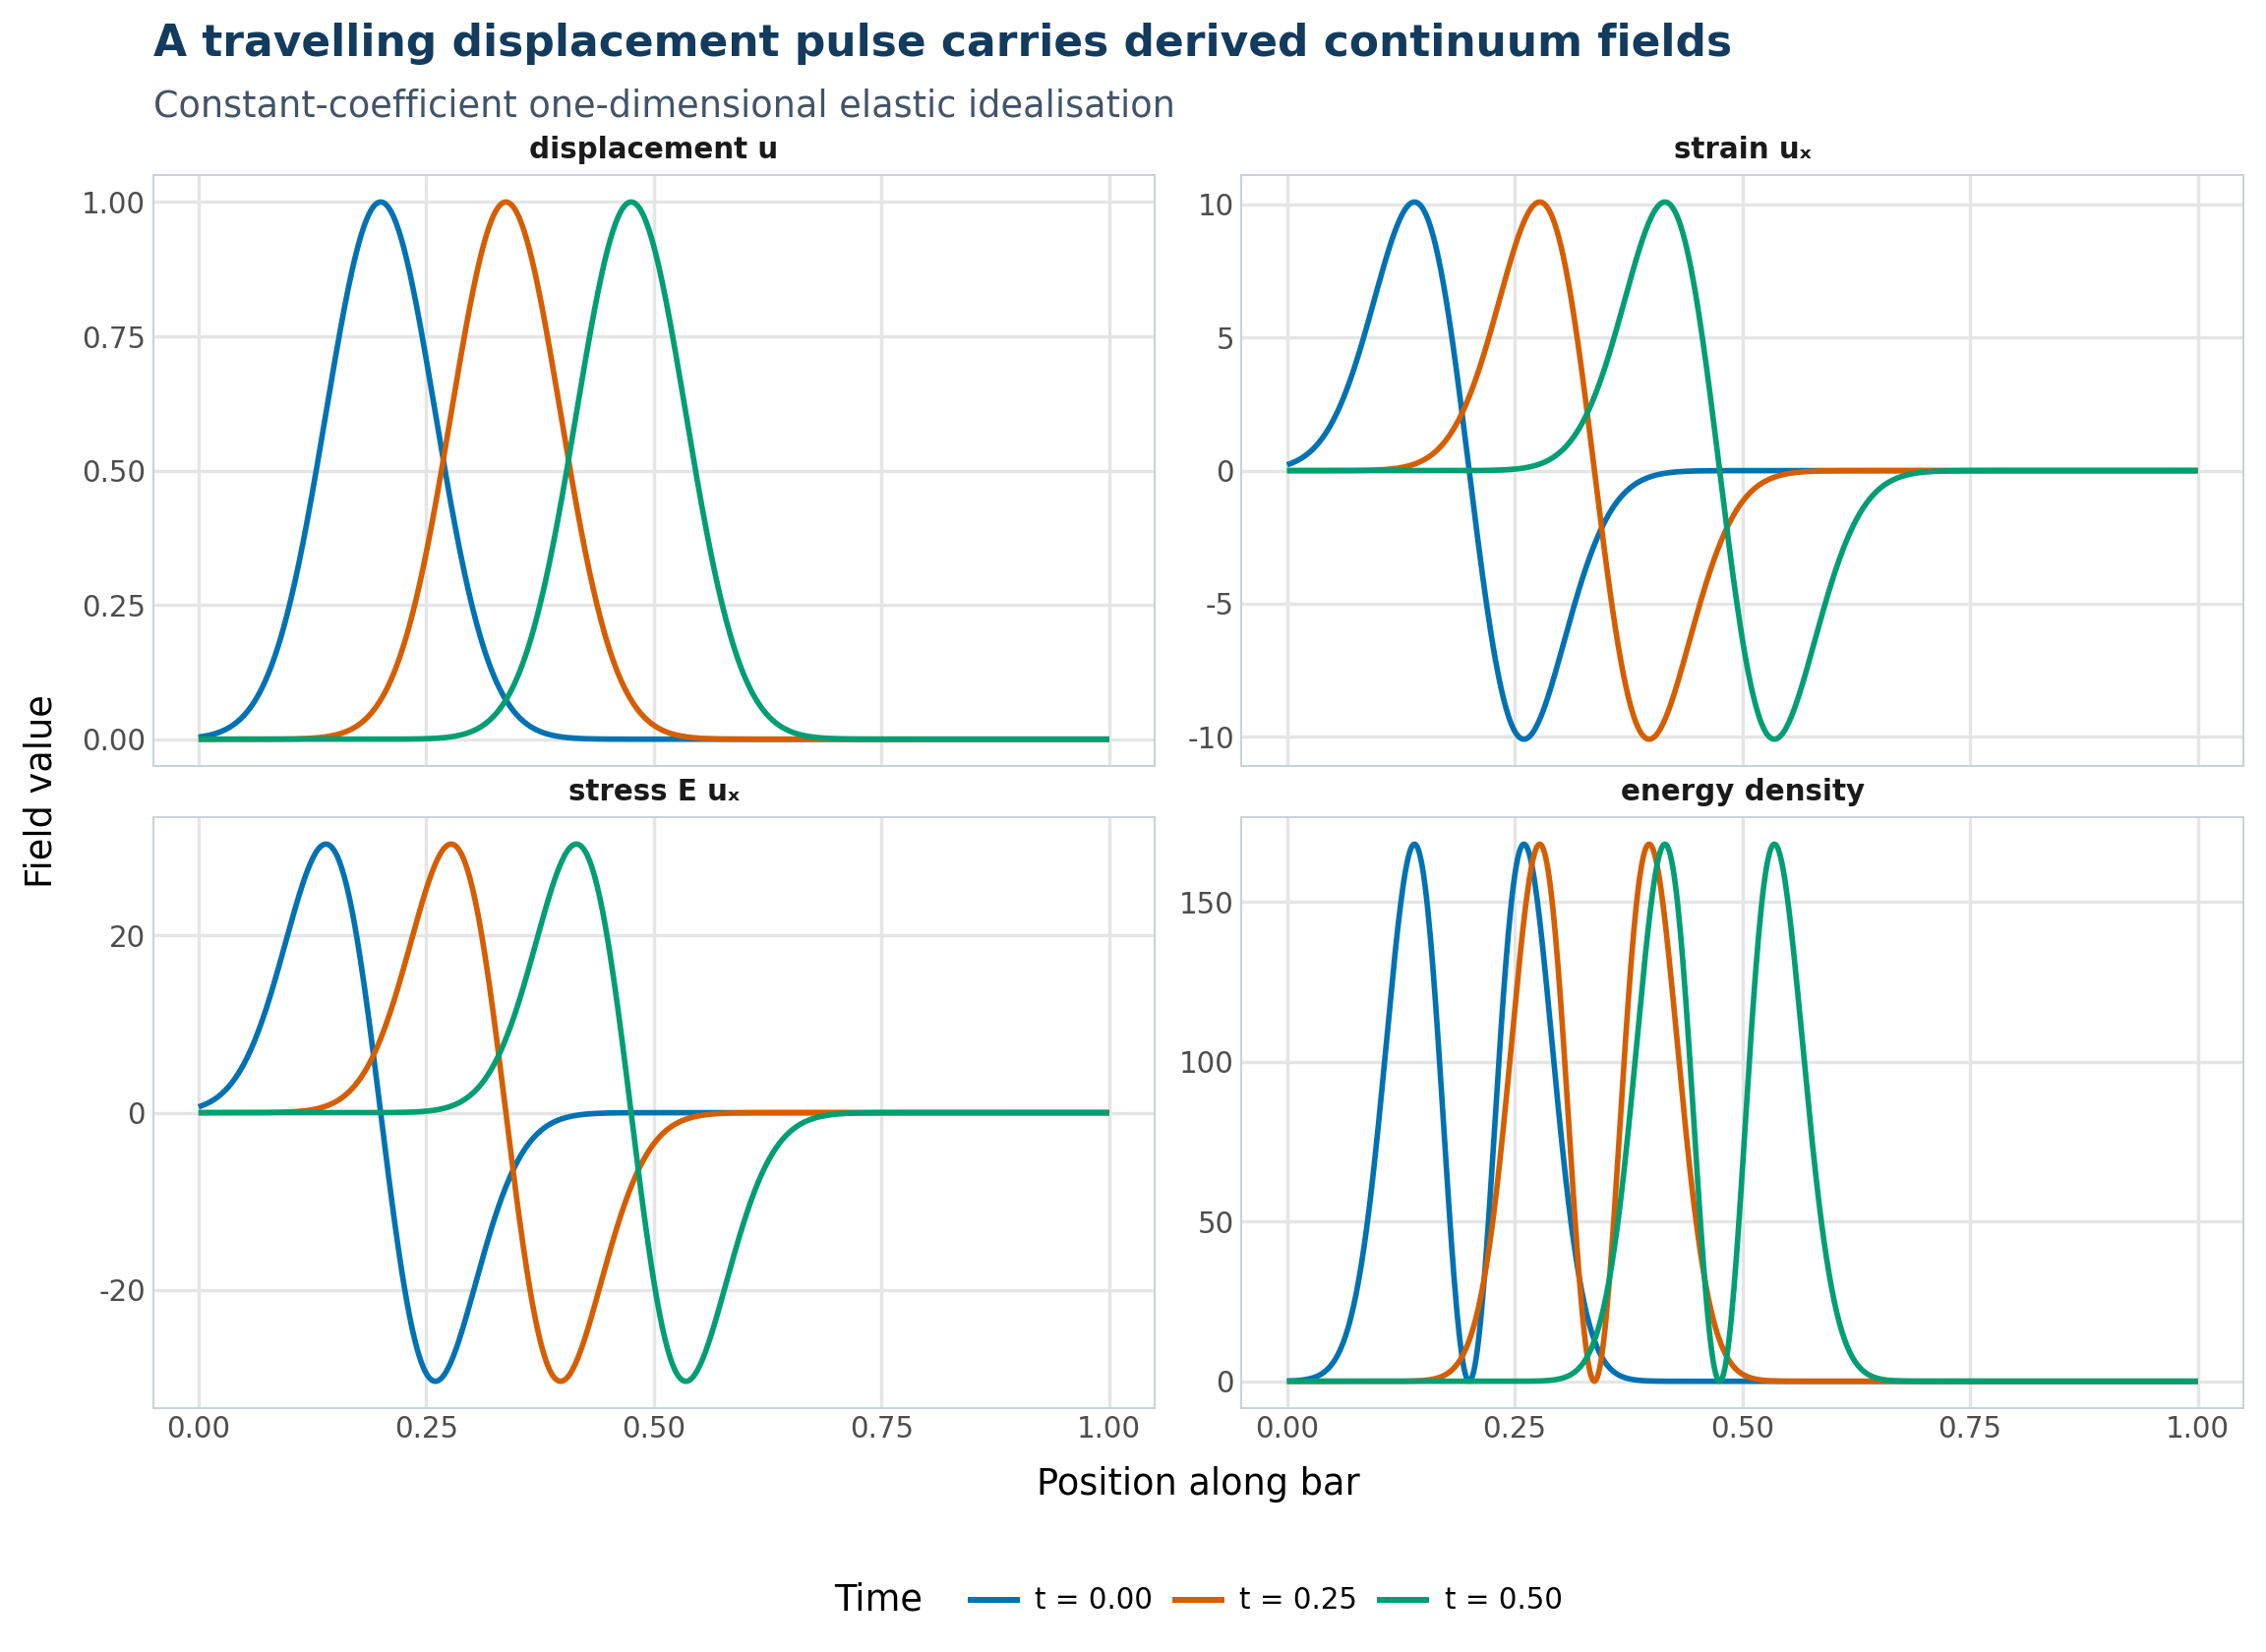 A travelling displacement pulse carries derived continuum fields
Constant-coefficient one-dimensional elastic idealisation
displacement u
strain uₓ
1.00
0.75
0.50
0.25
0.00
10
5
0
-5
-10
stress E uₓ
energy density
20
0
-20
150
100
50
0
0.00 0.25 0.50 0.75 1.00
0.00 0.25 0.50 0.75 1.00
Field value
Position along bar
Time t = 0.00 t = 0.25 t = 0.50